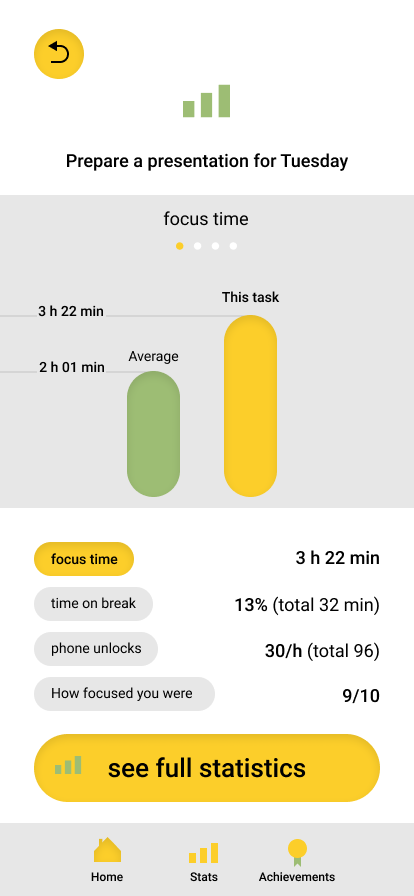 Prepare a presentation for Tuesday
focus time
This task
3 h 22 min
Average
2 h 01 min
focus time
3 h 22 min
time on break
13% (total 32 min)
phone unlocks
30/h (total 96)
How focused you were
9/10
see full statistics
Home
Stats
Achievements